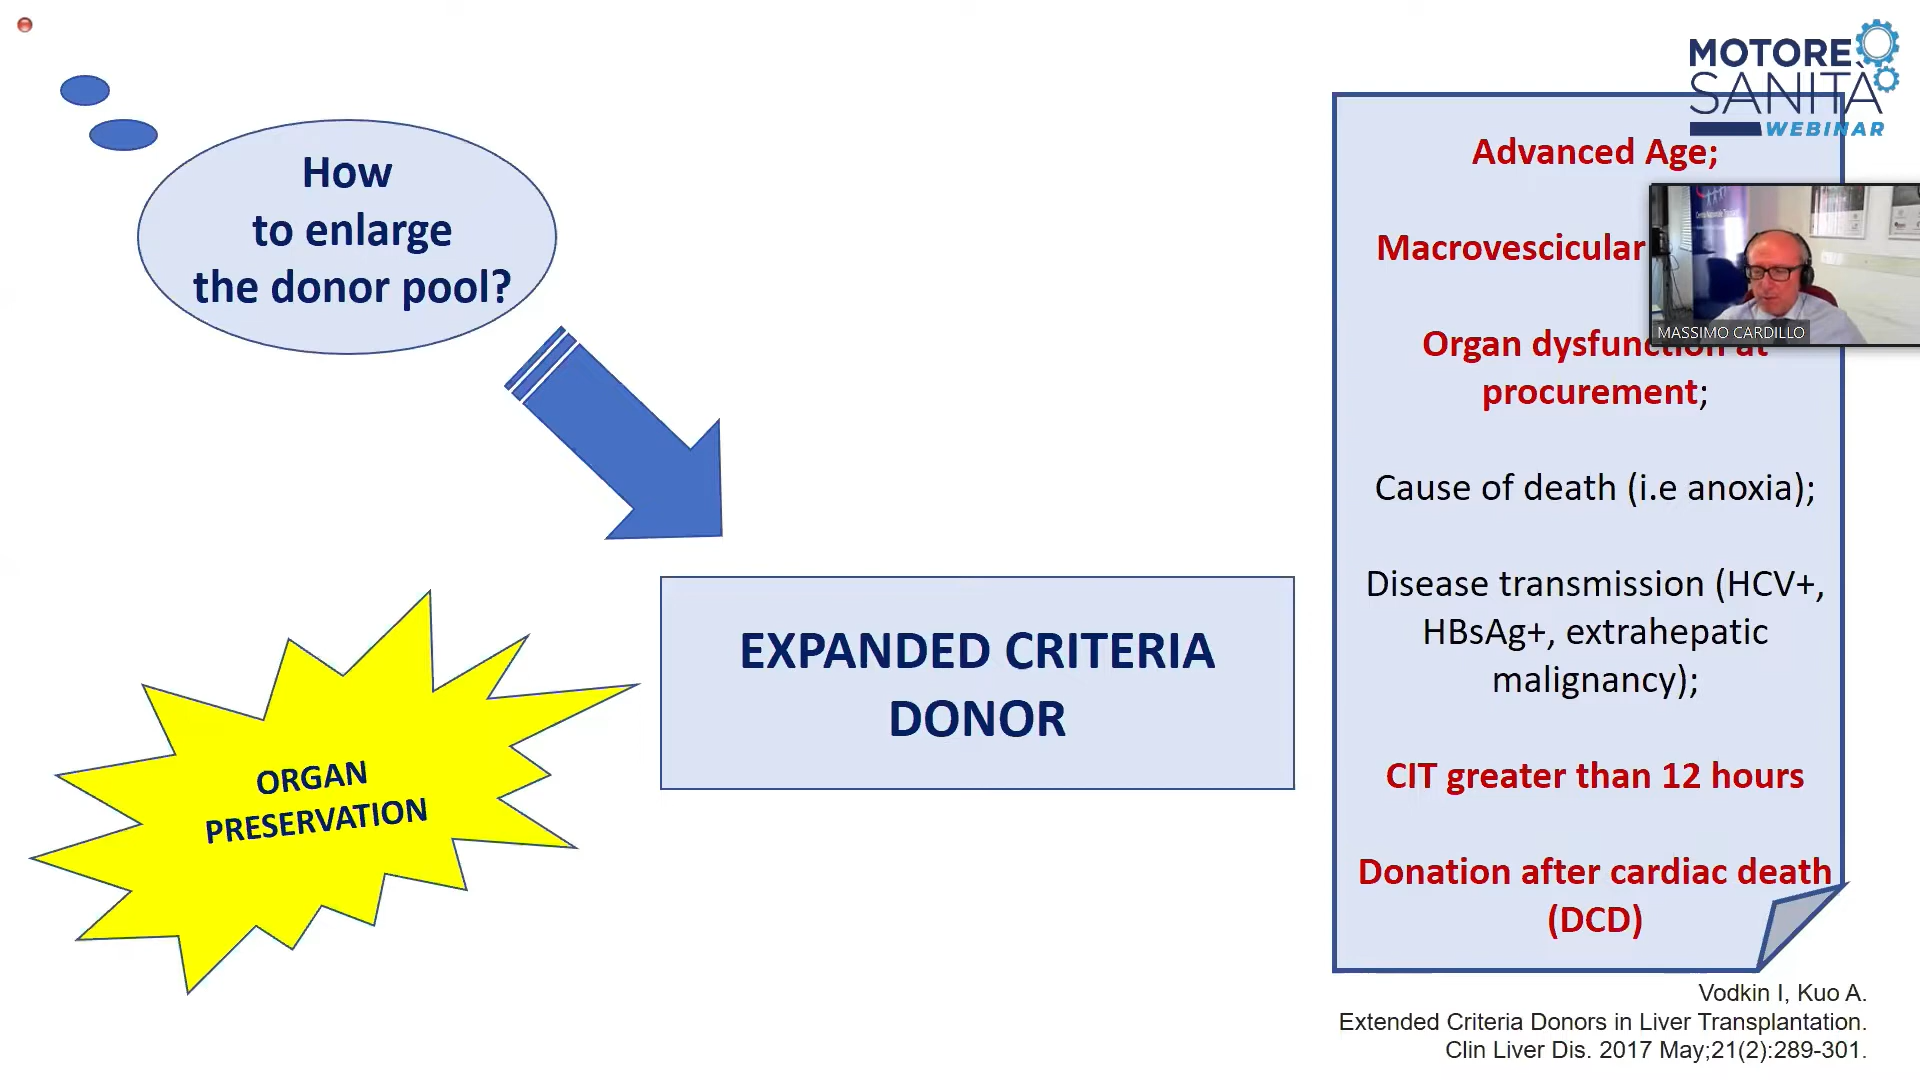 MOTORE
SANITÀ
WEBINAR
How
to enlarge
the donor pool?
Advanced Age;
Macrovescicular
MASSIMO CARDILLO
Organ dysfunction at
procurement;
Cause of death (i.e anoxia);
Disease transmission (HCV+,
HBsAg+, extrahepatic
malignancy);
CIT greater than 12 hours
Donation after cardiac death
(DCD)
EXPANDED CRITERIA
DONOR
ORGAN
PRESERVATION
Vodkin I, Kuo A.
Extended Criteria Donors in Liver Transplantation.
Clin Liver Dis. 2017 May;21(2):289-301.